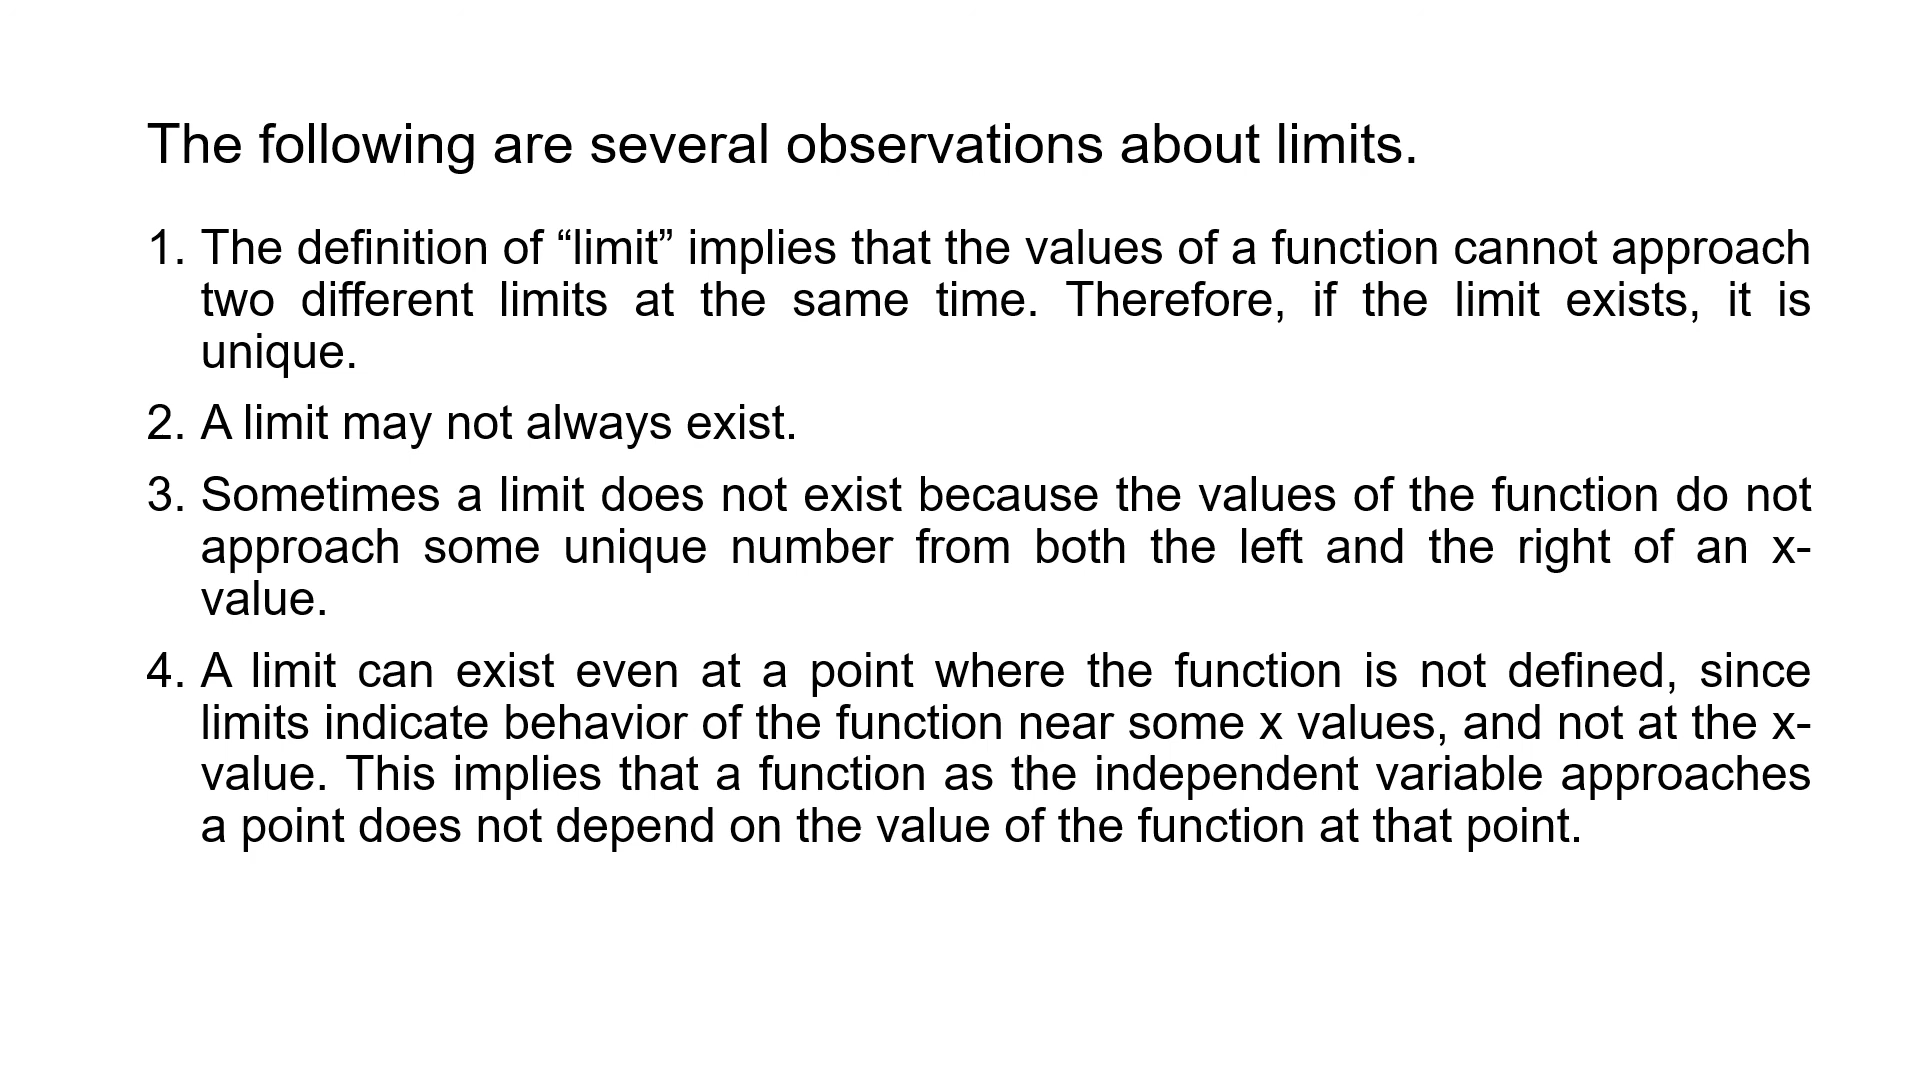 The following are several observations about limits.
1. The definition of “limit” implies that the values of a function cannot approach
two different limits at the same time. Therefore, if the limit exists, it is
unique.
2. A limit may not always exist.
3. Sometimes a limit does not exist because the values of the function do not
approach some unique number from both the left and the right of an x-
value.
4. A limit can exist even at a point where the function is not defined, since
limits indicate behavior of the function near some x values, and not at the x-
value. This implies that a function as the independent variable approaches
a point does not depend on the value of the function at that point.